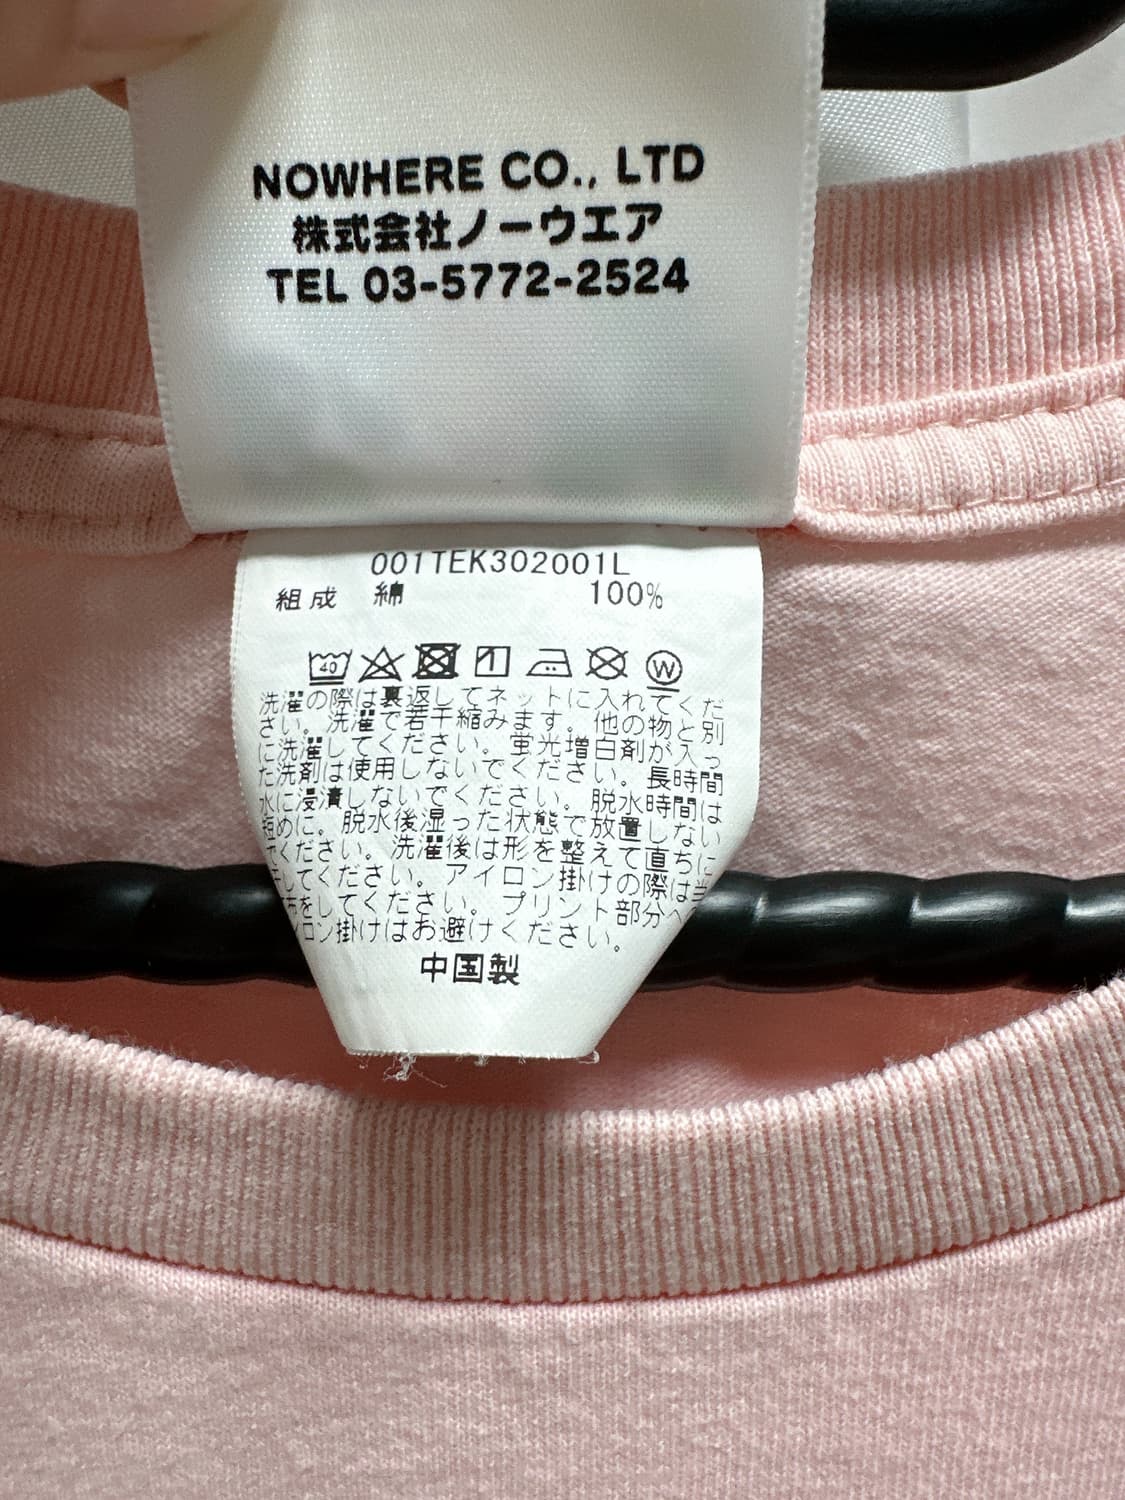 NOWHERE CO., LTD
株式会社ノーウエア
TEL 03-5772-2524
001TEK302001L
組成 綿 100%
40
W
洗濯の際は裏返してネットに入れてくだ
さい。洗濯で若干縮みます。他の物と別
に洗濯してください。蛍光増白剤が入っ
た洗剤は使用しないでください。長時間
水に浸漬しないでください。脱水時間は
短めに。脱水後湿った状態で放置しない
でください。洗濯後は形を整えて直ちに
してください。アイロン掛けの際は当
をしてください。プリント部分へ
ロン掛けはお避けください。
中国製